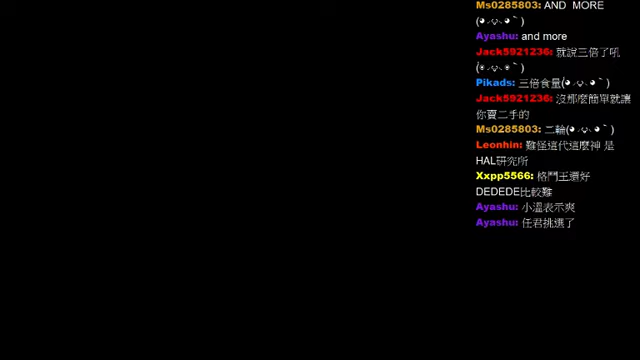 Ms0285803: AND MORE
(◕⸝ᴗ⸜◕｀)
Ayashu: and more
Jack5921236: 就說三倍了吼
(◉⸝ᴗ⸜◉｀)
Pikads: 三倍食量(◕⸝ᴗ⸜◕｀)
Jack5921236: 沒那麼簡單就讓
你賣二手的
Ms0285803: 二輪(◕⸝ᴗ⸜◕｀)
Leonhin: 難怪這代這麼神 是
HAL研究所
Xxpp5566: 格鬥王還好
DEDEDE比較難
Ayashu: 小溫表示爽
Ayashu: 任君挑選了